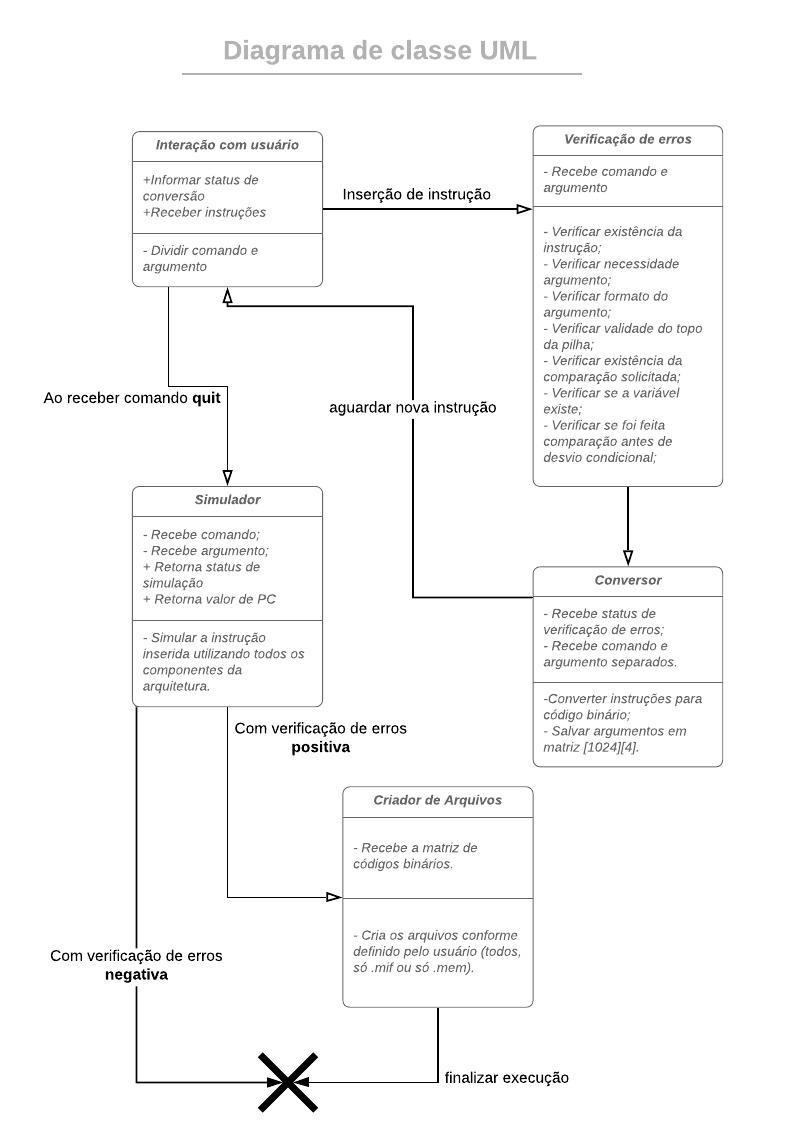 Diagrama de classe UML
Interação com usuário
+Informar status de
conversão
+Receber instruções
- Dividir comando e
argumento
Inserção de instrução
Verificação de erros
- Recebe comando e
argumento
- Verificar existência da
instrução;
- Verificar necessidade
argumento;
- Verificar formato do
argumento;
- Verificar validade do topo
da pilha;
- Verificar existência da
comparação solicitada;
- Verificar se a variável
existe;
- Verificar se foi feita
comparação antes de
desvio condicional;
Ao receber comando quit
aguardar nova instrução
Simulador
- Recebe comando;
- Recebe argumento;
+ Retorna status de
simulação
+ Retorna valor de PC
- Simular a instrução
inserida utilizando todos os
componentes da
arquitetura.
Conversor
- Recebe status de
verificação de erros;
- Recebe comando e
argumento separados.
-Converter instruções para
código binário;
- Salvar argumentos em
matriz [1024][4].
Com verificação de erros
positiva
Criador de Arquivos
- Recebe a matriz de
códigos binários.
- Cria os arquivos conforme
definido pelo usuário (todos,
só .mif ou só .mem).
Com verificação de erros
negativa
finalizar execução